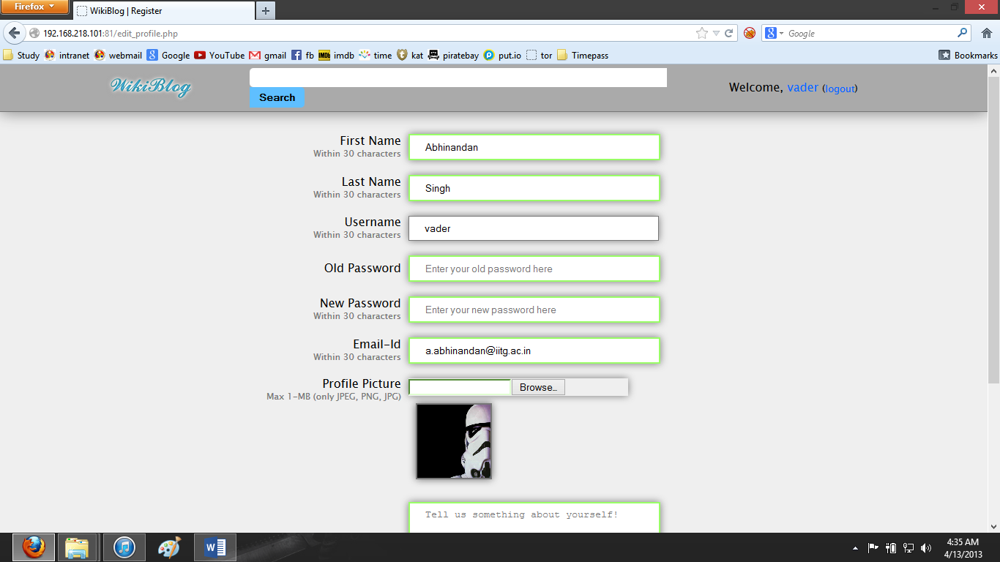 Firefox
WikiBlog | Register
192.168.218.101:81/edit_profile.php
Google
Study intranet webmail Google YouTube gmail fb imdb time kat piratebay put.io tor Timepass Bookmarks
WikiBlog
Search
Welcome, vader (logout)
First Name
Within 30 characters
Abhinandan
Last Name
Within 30 characters
Singh
Username
Within 30 characters
vader
Old Password
Enter your old password here
New Password
Within 30 characters
Enter your new password here
Email-Id
Within 30 characters
a.abhinandan@iitg.ac.in
Profile Picture
Max 1-MB (only JPEG, PNG, JPG)
Browse…
Tell us something about yourself!
4:35 AM
4/13/2013